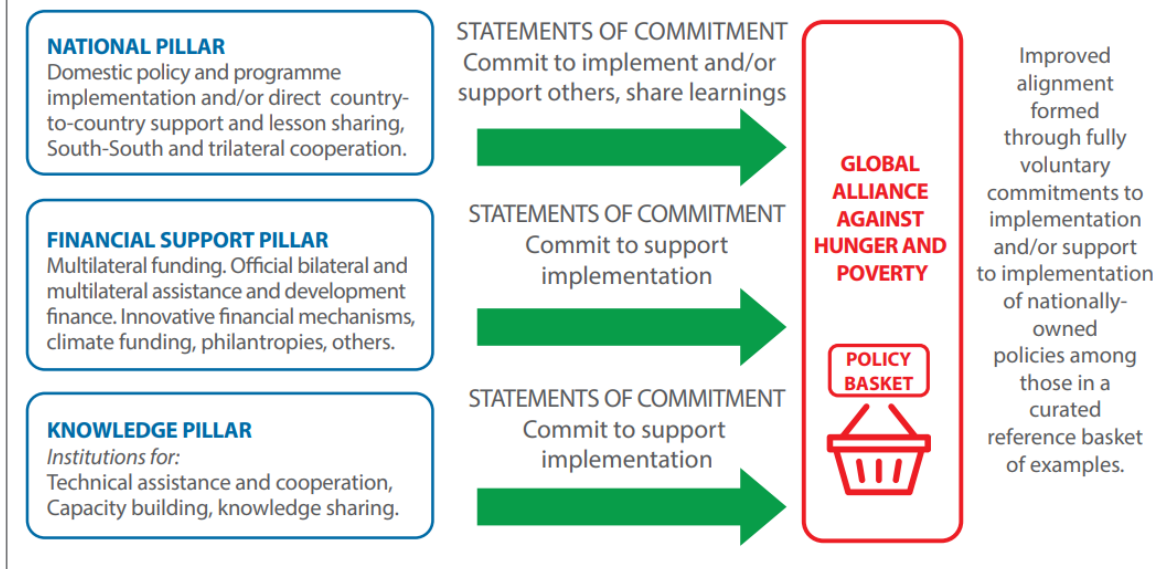 NATIONAL PILLAR
Domestic policy and programme
implementation and/or direct country-
to-country support and lesson sharing,
South-South and trilateral cooperation.
STATEMENTS OF COMMITMENT
Commit to implement and/or
support others, share learnings
FINANCIAL SUPPORT PILLAR
Multilateral funding. Official bilateral and
multilateral assistance and development
finance. Innovative financial mechanisms,
climate funding, philantropies, others.
STATEMENTS OF COMMITMENT
Commit to support
implementation
KNOWLEDGE PILLAR
Institutions for:
Technical assistance and cooperation,
Capacity building, knowledge sharing.
STATEMENTS OF COMMITMENT
Commit to support
implementation
GLOBAL
ALLIANCE
AGAINST
HUNGER AND
POVERTY
POLICY
BASKET
Improved
alignment
formed
through fully
voluntary
commitments to
implementation
and/or support
to implementation
of nationally-
owned
policies among
those in a
curated
reference basket
of examples.